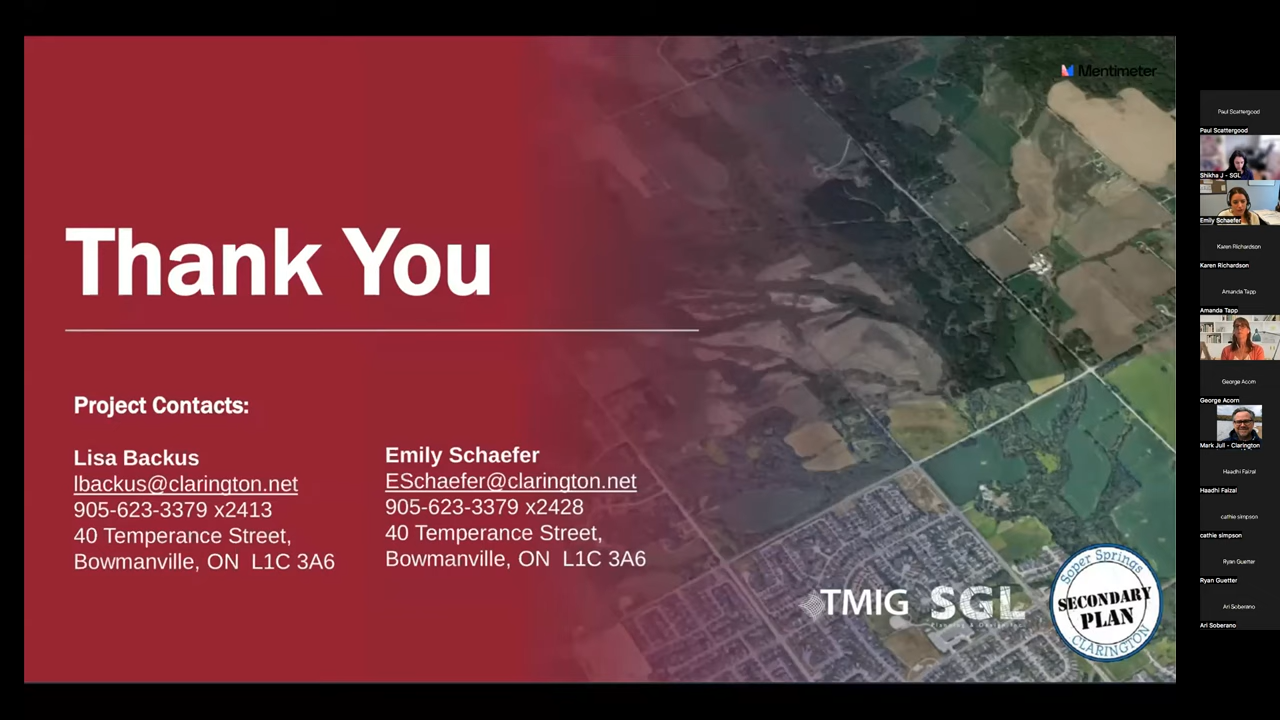 Mentimeter
Thank You
Project Contacts:
Lisa Backus
lbackus@clarington.net
905-623-3379 x2413
40 Temperance Street,
Bowmanville, ON L1C 3A6
Emily Schaefer
ESchaefer@clarington.net
905-623-3379 x2428
40 Temperance Street,
Bowmanville, ON L1C 3A6
TMIG
SGL
Planning & Design Inc.
Soper Springs
SECONDARY
PLAN
CLARINGTON
Paul Scattergood
Paul Scattergood
Shikha J - SGL
Emily Schaefer
Karen Richardson
Karen Richardson
Amanda Tapp
Amanda Tapp
George Acorn
George Acorn
Mark Jull - Clarington
Haadhi Faizal
Haadhi Faizal
cathie simpson
cathie simpson
Ryan Guetter
Ryan Guetter
Ari Soberano
Ari Soberano